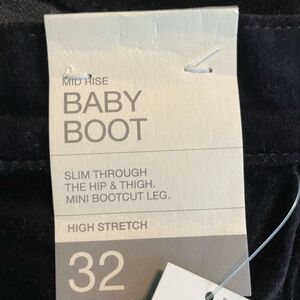 MID RISE
BABY
BOOT
SLIM THROUGH
THE HIP & THIGH.
MINI BOOTCUT LEG.
HIGH STRETCH
32